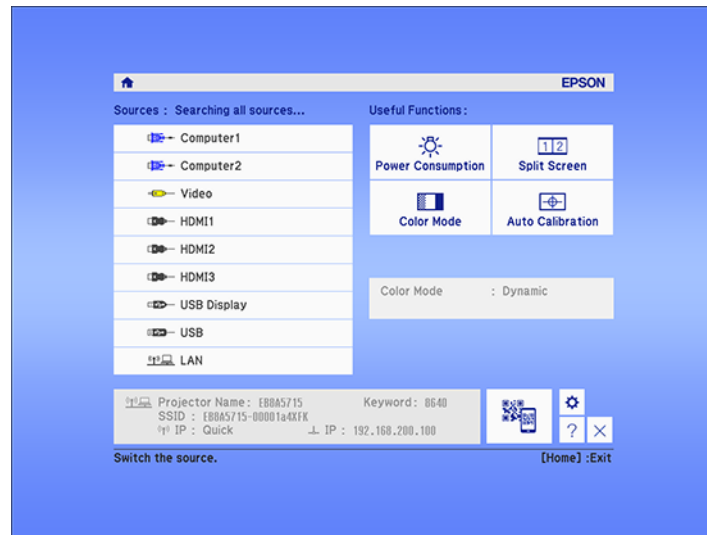 EPSON
Sources : Searching all sources...
Computer1
Computer2
Video
HDMI1
HDMI2
HDMI3
USB Display
USB
LAN
Useful Functions:
Power Consumption
1 2
Split Screen
Color Mode
Auto Calibration
Color Mode : Dynamic
Projector Name: EB8A5715 Keyword: 8640
SSID : EB8A5715-00001a4XFK
IP : Quick IP : 192.168.200.100
?
Switch the source. [Home] :Exit